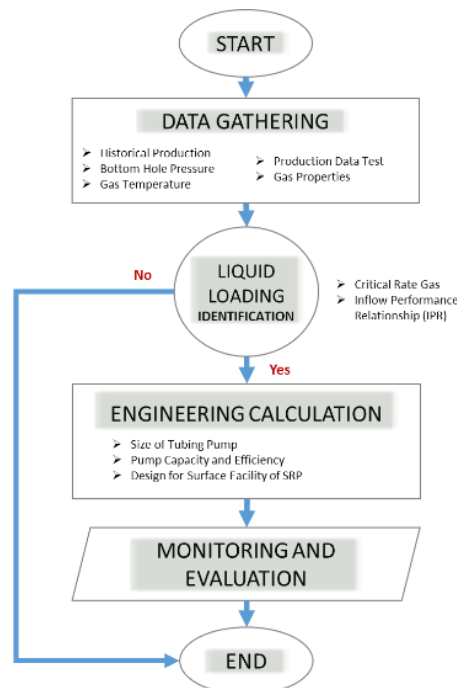 START
DATA GATHERING
➤ Historical Production
➤ Bottom Hole Pressure
➤ Gas Temperature
➤ Production Data Test
➤ Gas Properties
No
LIQUID
LOADING
IDENTIFICATION
➤ Critical Rate Gas
➤ Inflow Performance
Relationship (IPR)
Yes
ENGINEERING CALCULATION
➤ Size of Tubing Pump
➤ Pump Capacity and Efficiency
➤ Design for Surface Facility of SRP
MONITORING AND
EVALUATION
END